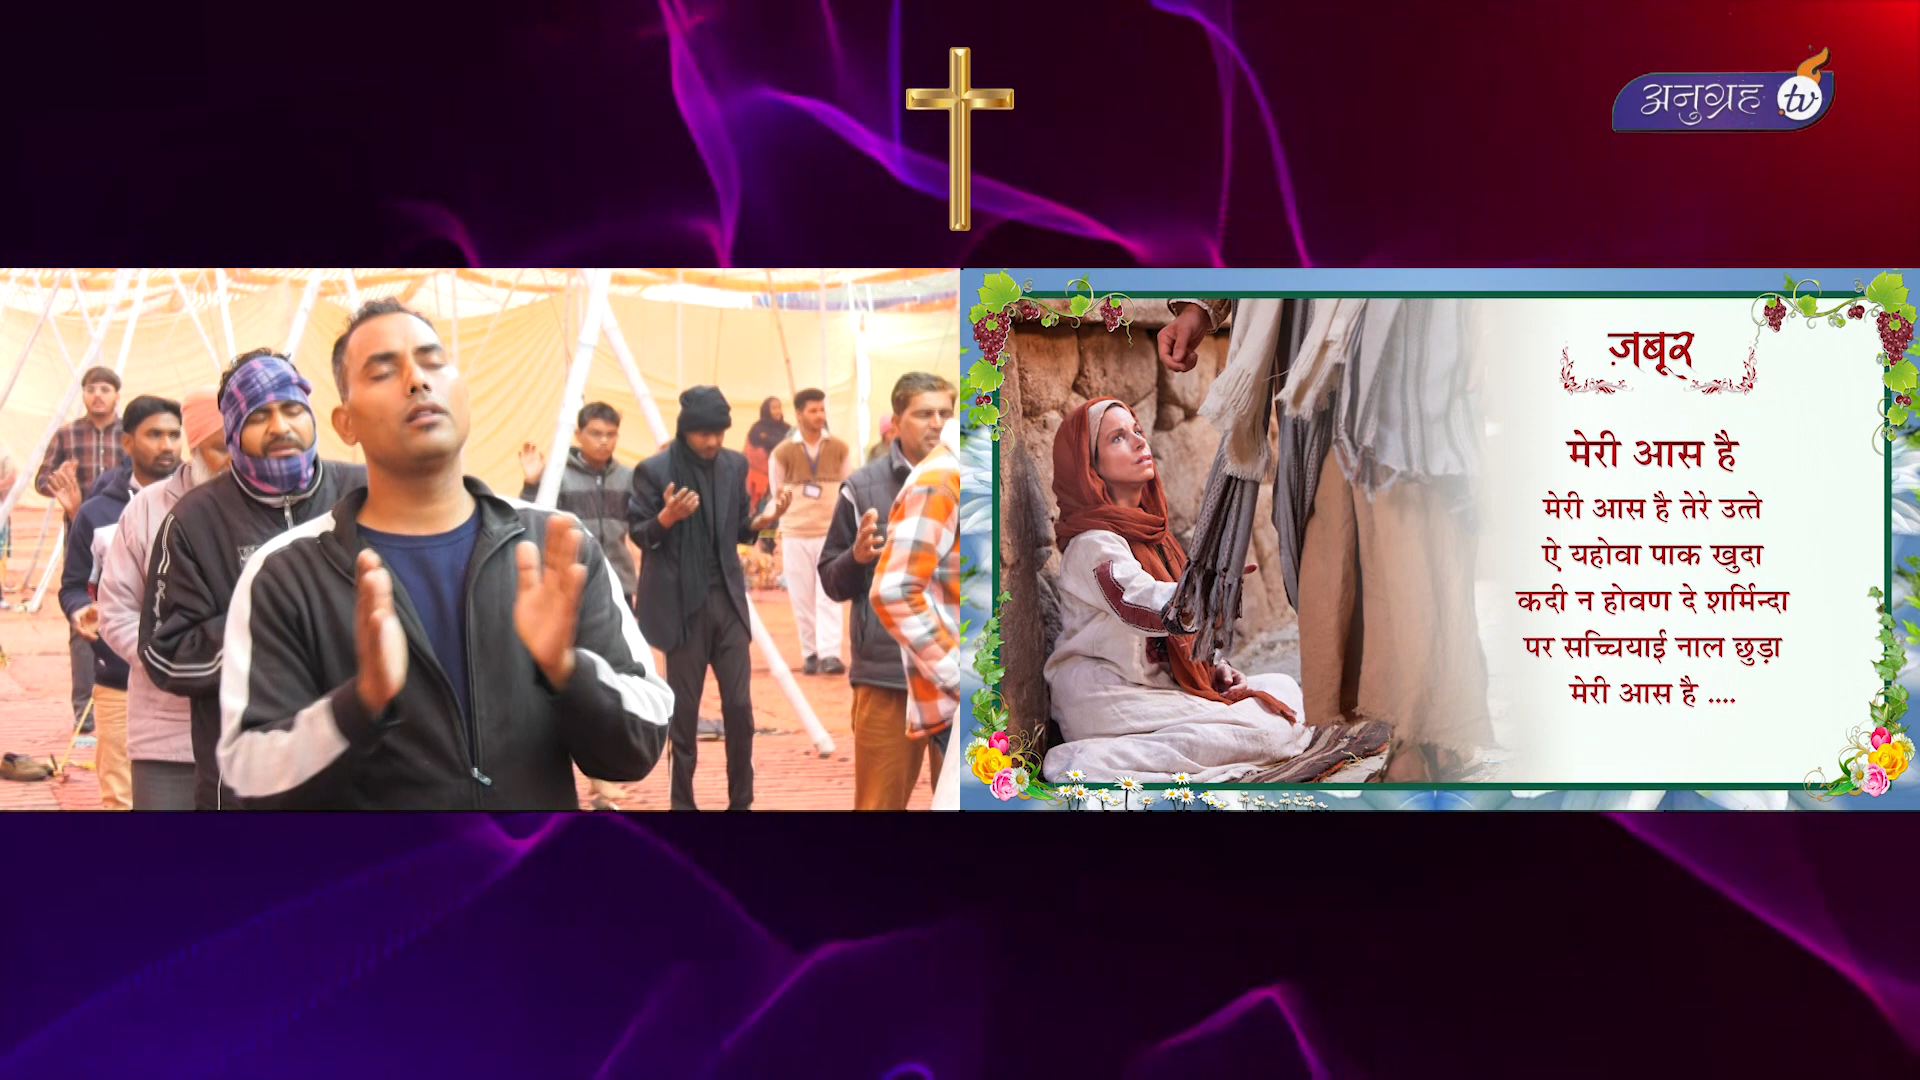 अनुग्रह tv
ज़बूर
मेरी आस है
मेरी आस है तेरे उत्ते
ऐ यहोवा पाक खुदा
कदी न होवण दे शर्मिन्दा
पर सच्चियाई नाल छुड़ा
मेरी आस है ....